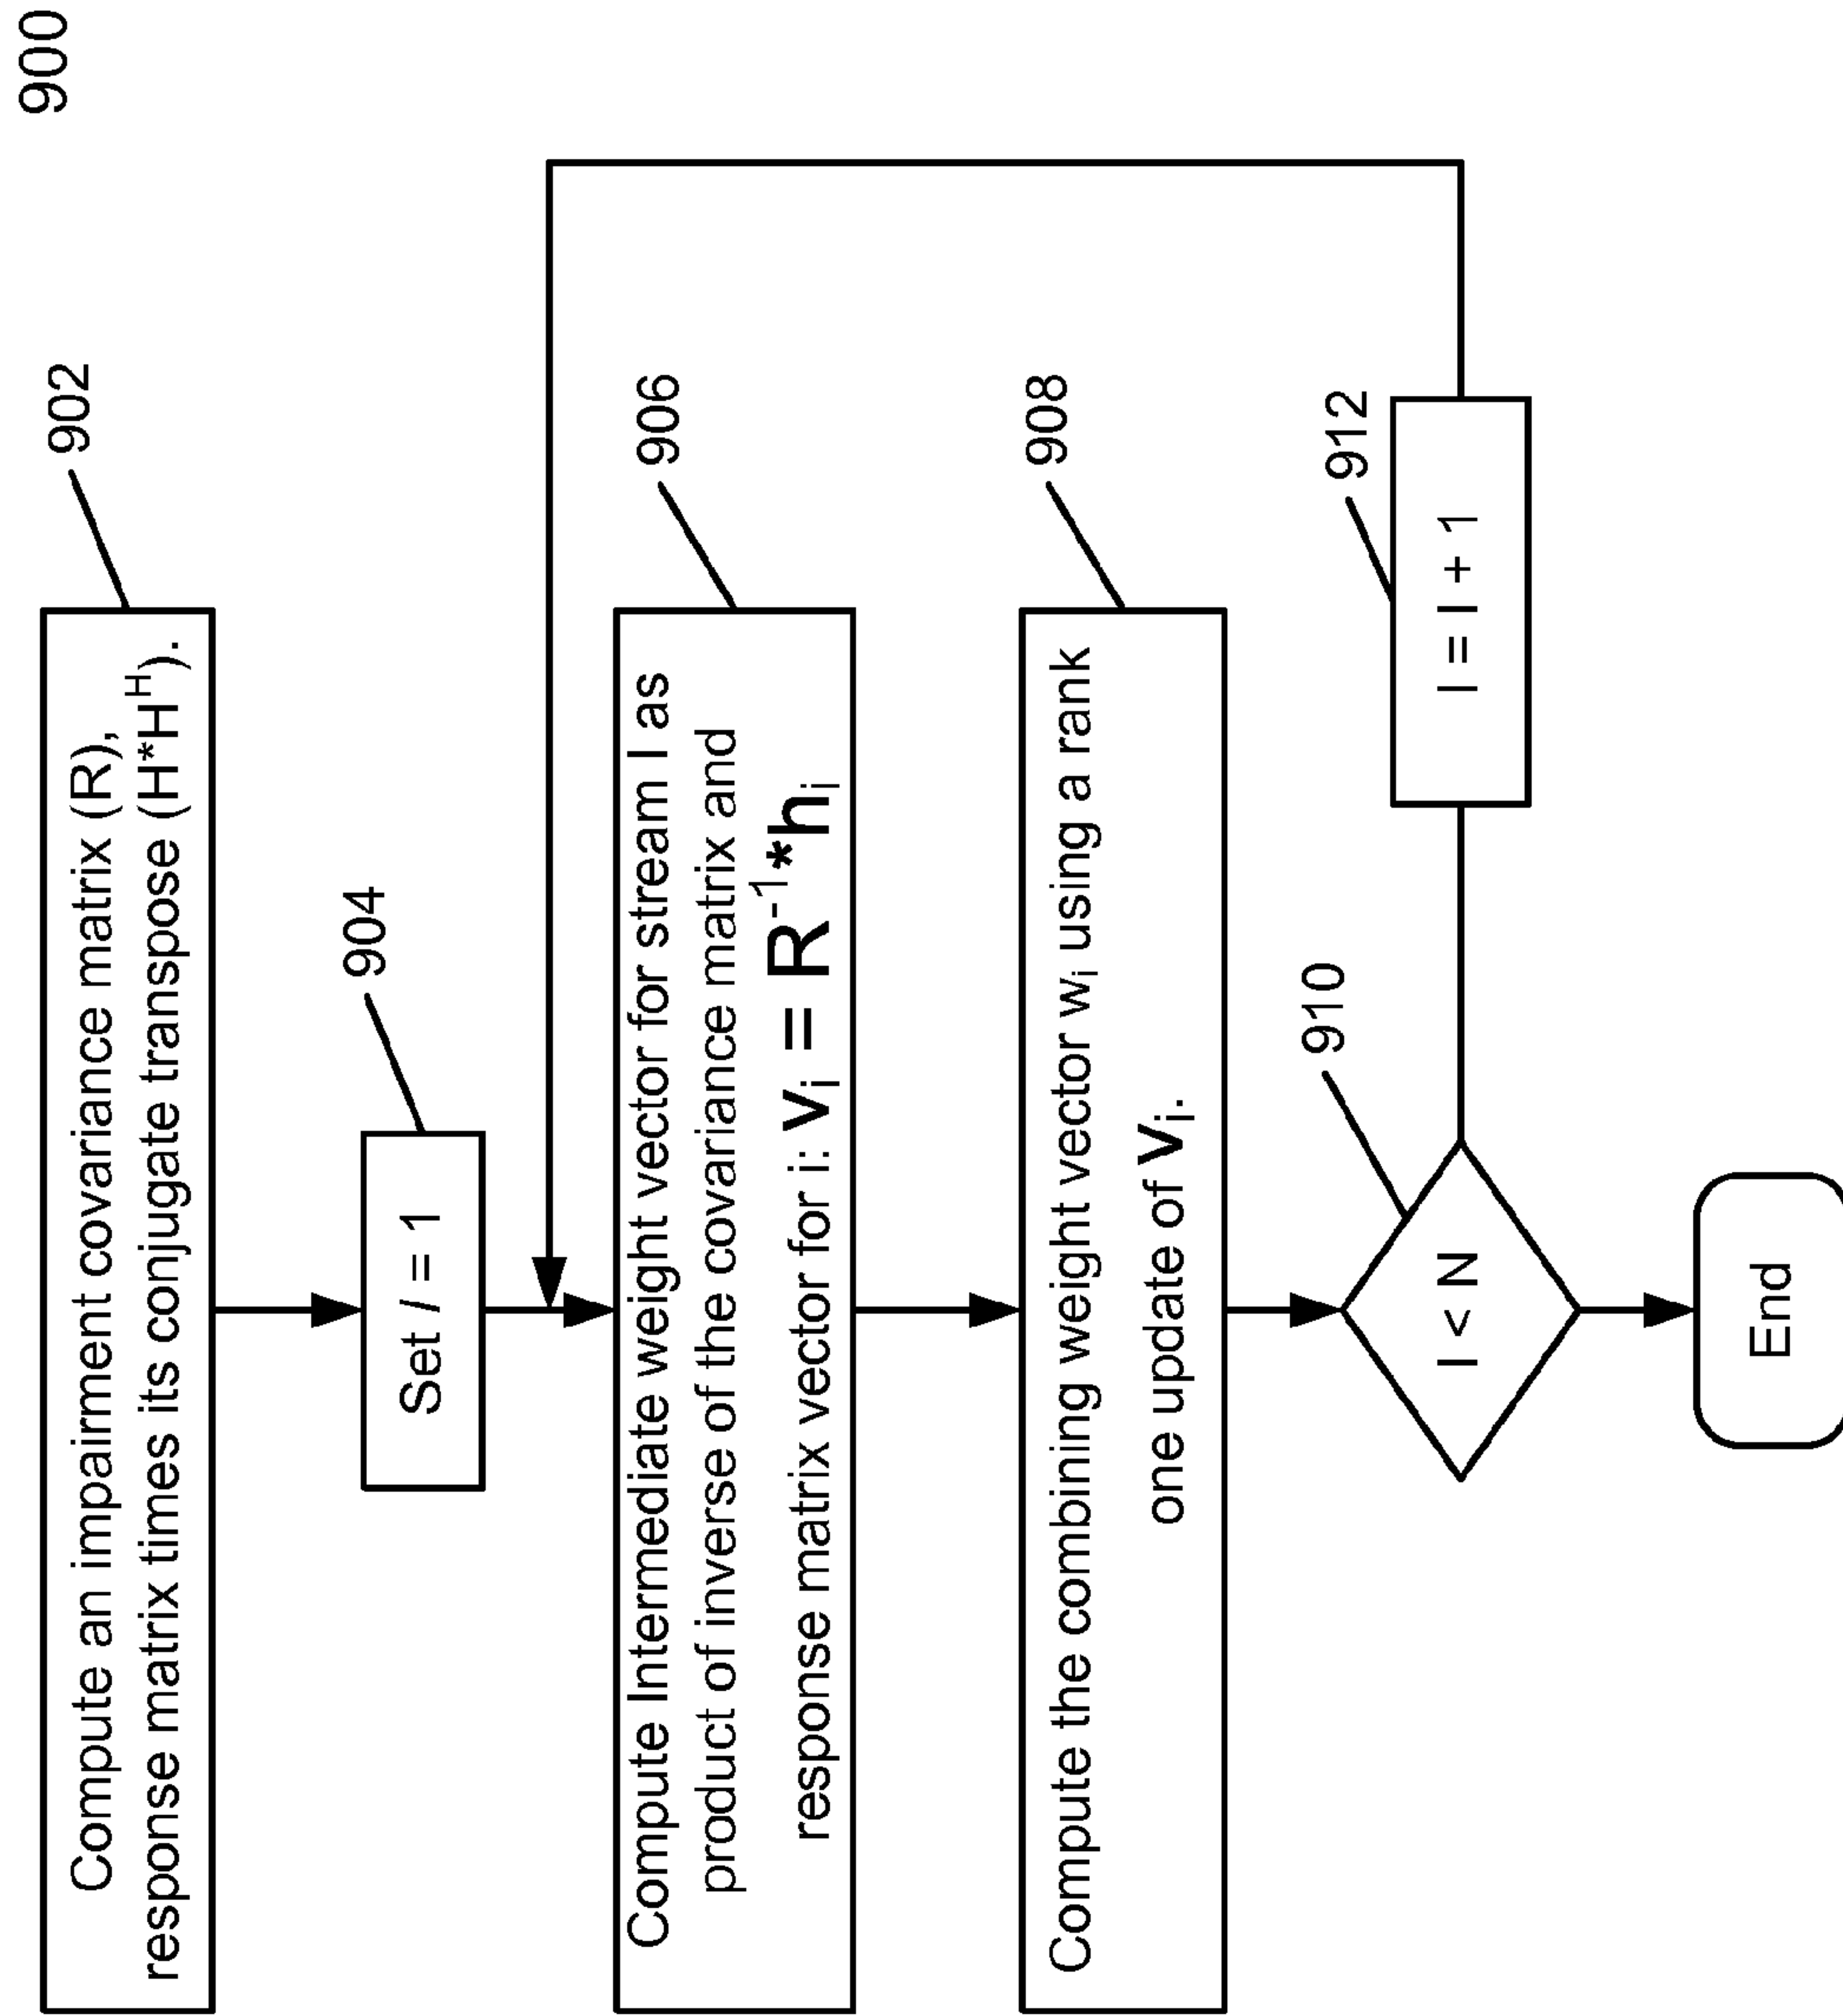 900
902
Compute an impairment covariance matrix (R),
response matrix times its conjugate transpose (H*H^H).
904
Set I = 1
906
Compute Intermediate weight vector for stream I as
product of inverse of the covariance matrix and
response matrix vector for i: v_i = R^-1*h_i
908
Compute the combining weight vector w_i using a rank
one update of v_i.
910
I < N
912
I = I + 1
End